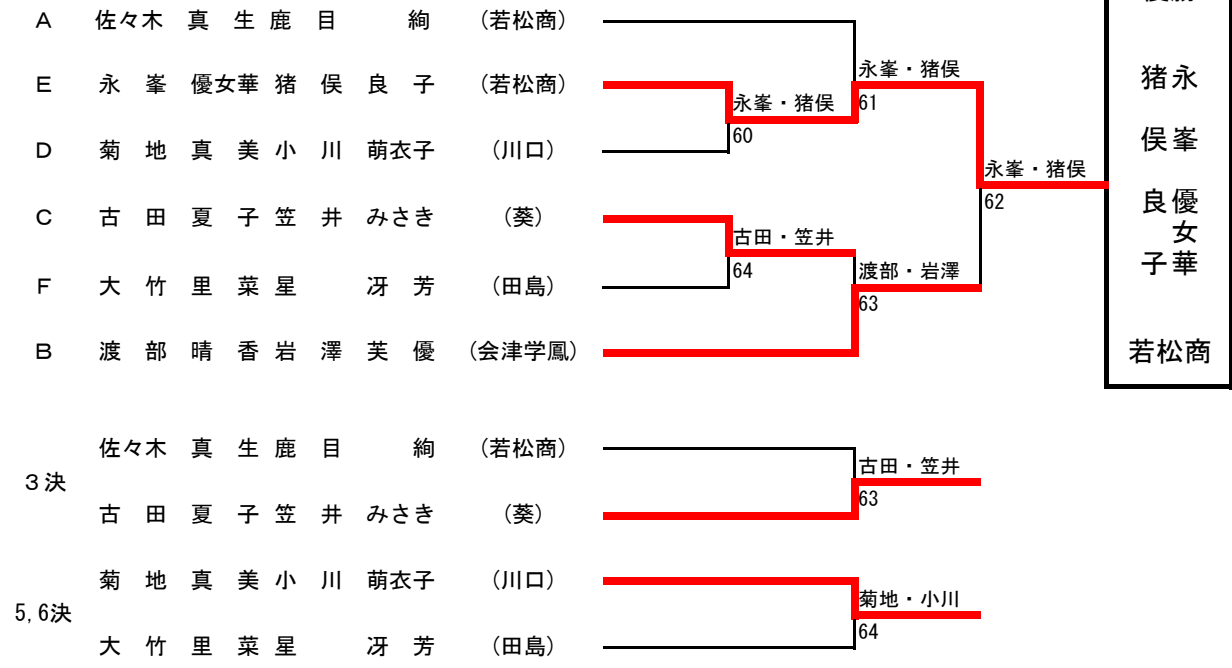 A 佐々木 真 生 鹿 目 絢 (若松商)
永峯・猪俣
E 永 峯 優女華 猪 俣 良 子 (若松商)
永峯・猪俣 61
60
D 菊 地 真 美 小 川 萌衣子 (川口)
永峯・猪俣
62
C 古 田 夏 子 笠 井 みさき (葵)
古田・笠井
64
渡部・岩澤
F 大 竹 里 菜 星 冴 芳 (田島)
63
B 渡 部 晴 香 岩 澤 芙 優 (会津学鳳)
永峯優女華
猪俣良子
若松商
佐々木 真 生 鹿 目 絢 (若松商)
3決
古田・笠井
63
古 田 夏 子 笠 井 みさき (葵)
菊 地 真 美 小 川 萌衣子 (川口)
5,6決
菊地・小川
64
大 竹 里 菜 星 冴 芳 (田島)